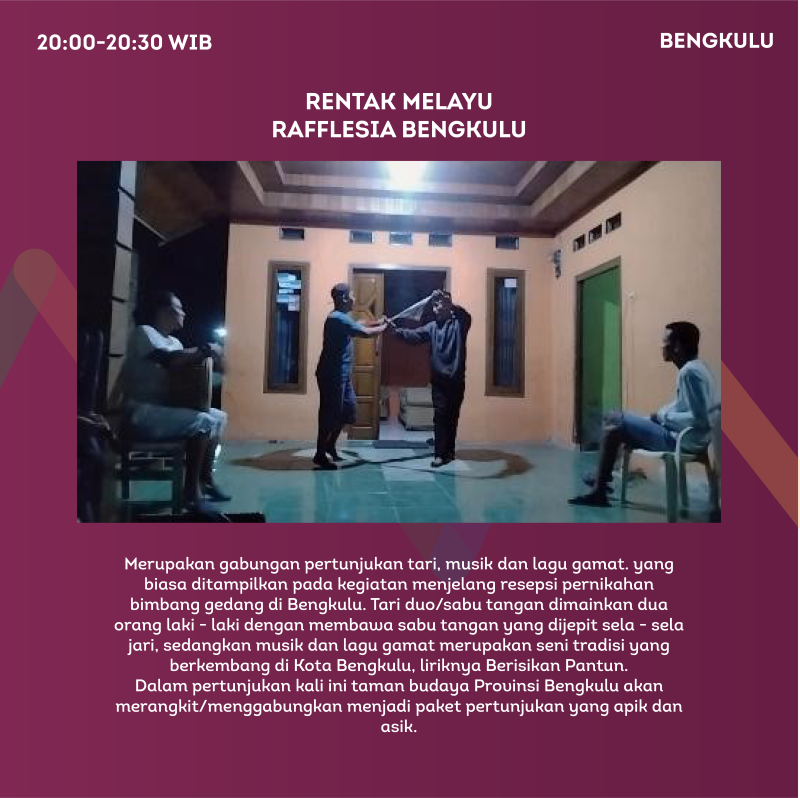 20:00-20:30 WIB
BENGKULU
RENTAK MELAYU
RAFFLESIA BENGKULU
Merupakan gabungan pertunjukan tari, musik dan lagu gamat. yang
biasa ditampilkan pada kegiatan menjelang resepsi pernikahan
bimbang gedang di Bengkulu. Tari duo/sabu tangan dimainkan dua
orang laki - laki dengan membawa sabu tangan yang dijepit sela - sela
jari, sedangkan musik dan lagu gamat merupakan seni tradisi yang
berkembang di Kota Bengkulu, liriknya Berisikan Pantun.
Dalam pertunjukan kali ini taman budaya Provinsi Bengkulu akan
merangkit/menggabungkan menjadi paket pertunjukan yang apik dan
asik.